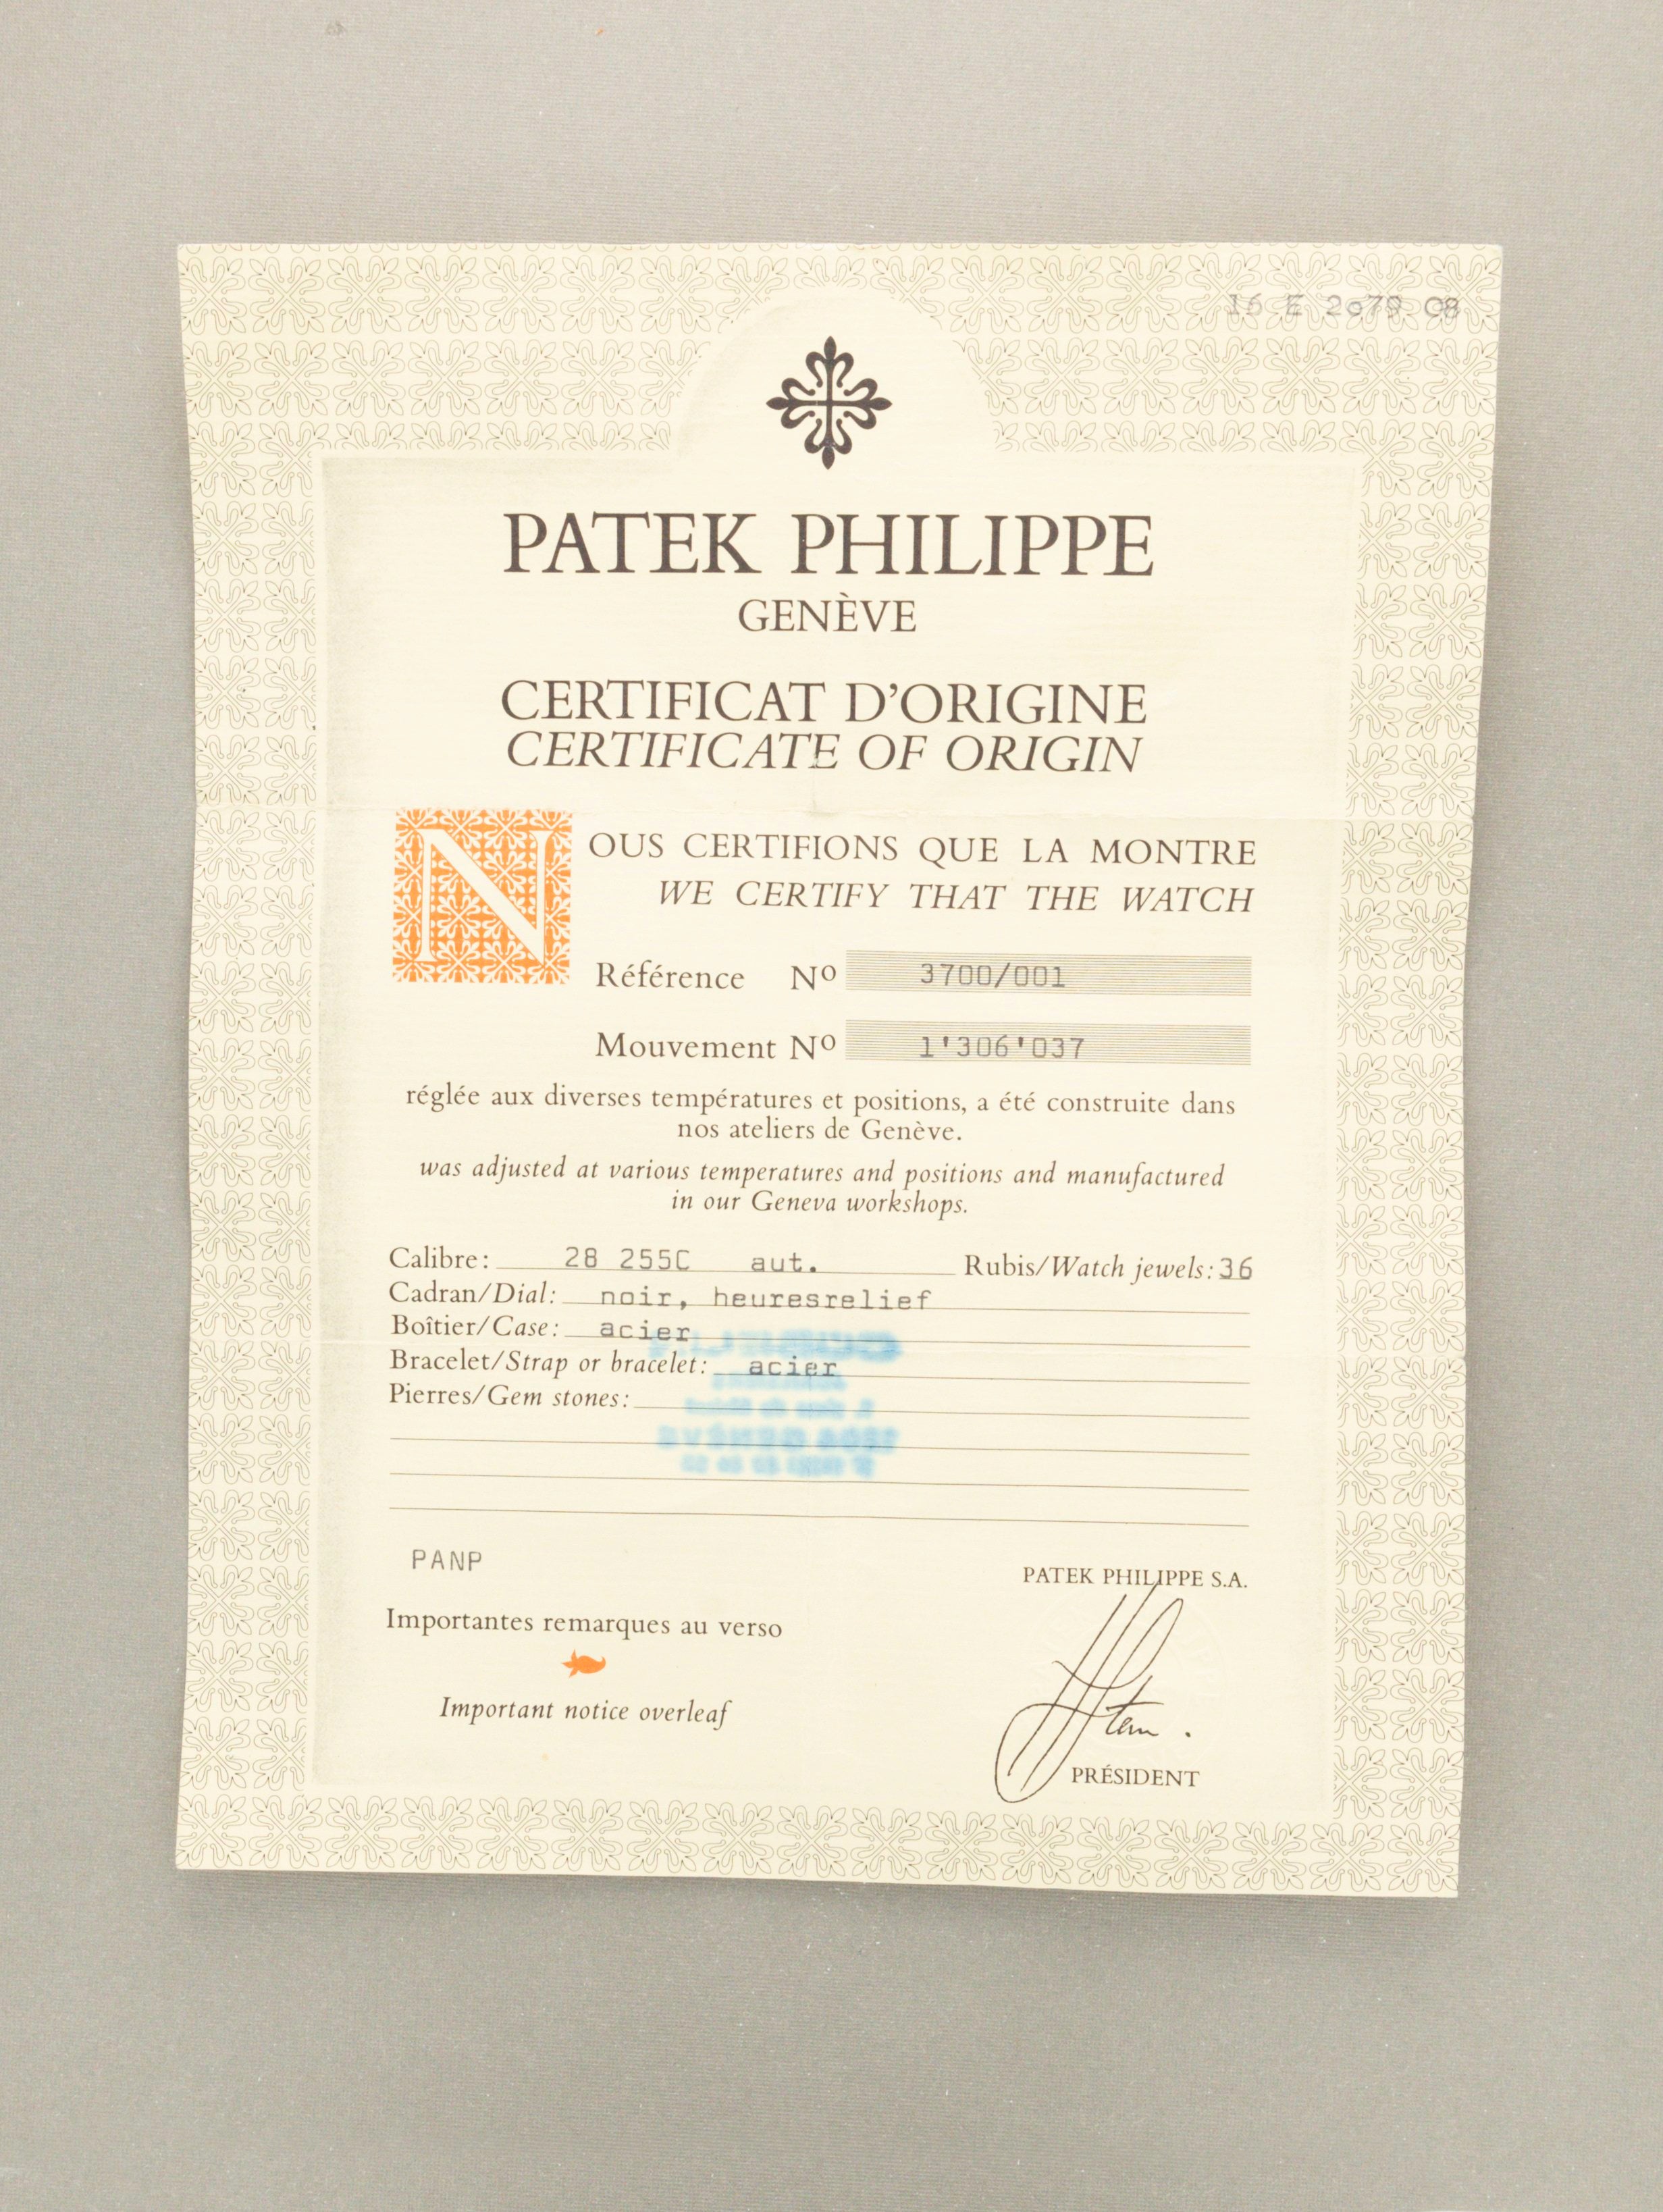 16 E 2079 08
PATEK PHILIPPE
GENÈVE
CERTIFICAT D'ORIGINE
CERTIFICATE OF ORIGIN
NOUS CERTIFIONS QUE LA MONTRE
WE CERTIFY THAT THE WATCH
Référence Nº 3700/001
Mouvement Nº 1'306'037
réglée aux diverses températures et positions, a été construite dans
nos ateliers de Genève.
was adjusted at various temperatures and positions and manufactured
in our Geneva workshops.
Calibre: 28 255C aut. Rubis/Watch jewels: 36
Cadran/Dial: noir, heuresrelief
Boîtier/Case: acier
Bracelet/Strap or bracelet: acier
Pierres/Gem stones:
PANP
PATEK PHILIPPE S.A.
Importantes remarques au verso
Important notice overleaf
Stern.
PRÉSIDENT